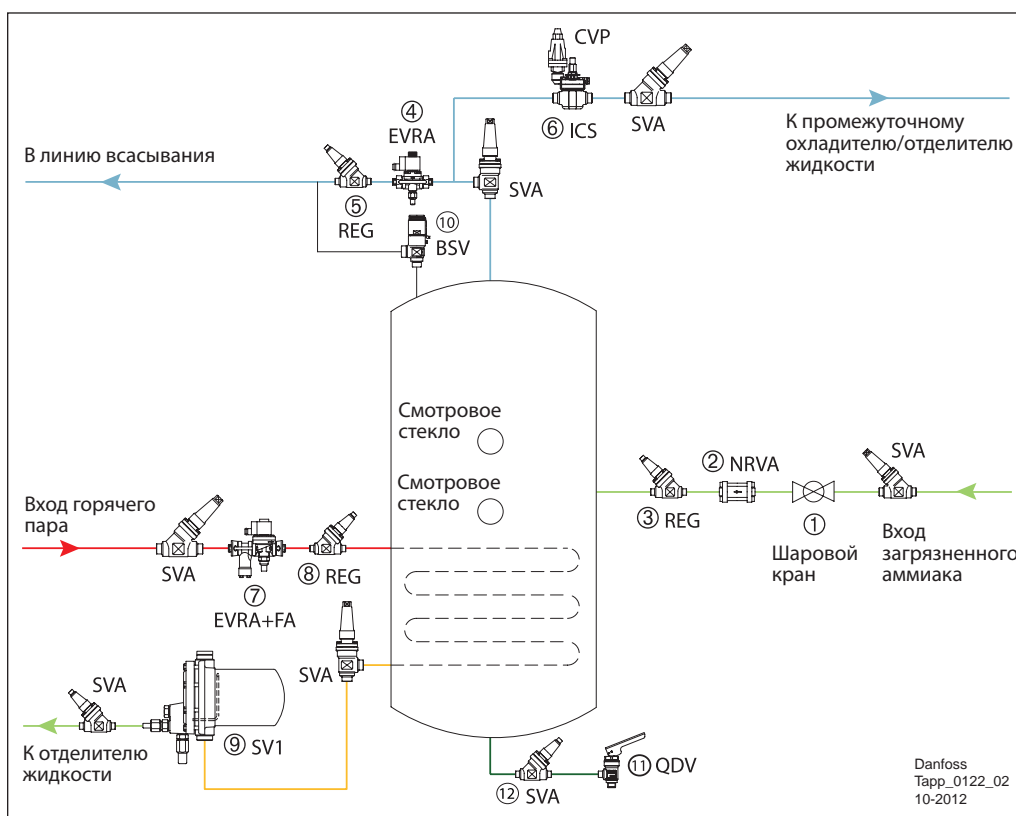 CVP
④
EVRA
⑥ ICS
SVA
К промежуточному
охладителю/отделителю
жидкости
В линию всасывания
SVA
⑤
REG
⑩
BSV
Смотровое
стекло
Смотровое
стекло
SVA
② NRVA
③ REG
①
Шаровой
кран
Вход
загрязненного
аммиака
Вход горячего
пара
SVA
⑧ REG
⑦
EVRA+FA
SVA
SVA
⑨ SV1
К отделителю
жидкости
⑪ QDV
⑫ SVA
Danfoss
Tapp_0122_02
10-2012